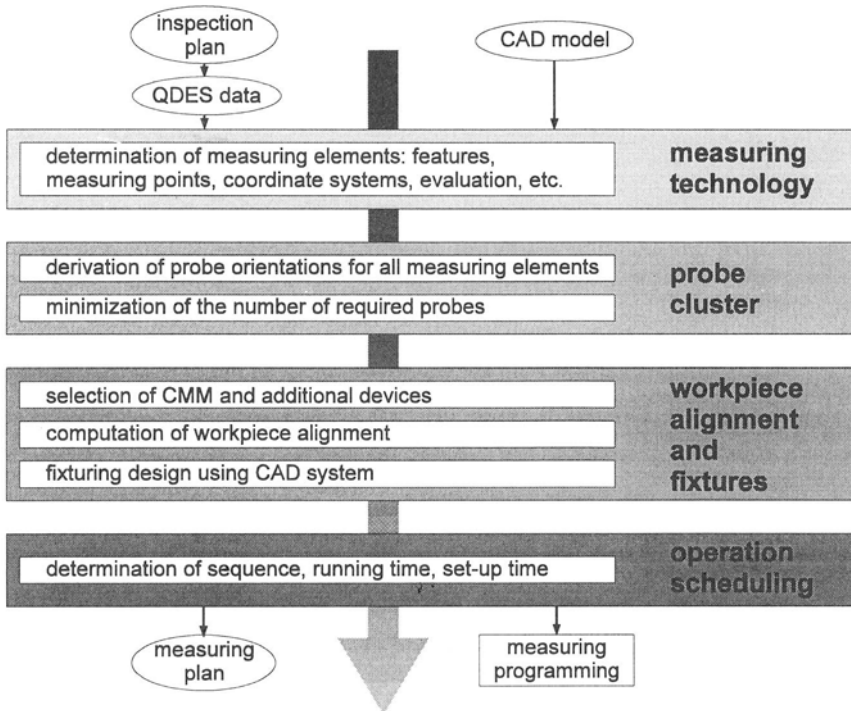 inspection
plan
CAD model
QDES data
determination of measuring elements: features,
measuring points, coordinate systems, evaluation, etc.
measuring
technology
derivation of probe orientations for all measuring elements
minimization of the number of required probes
probe
cluster
selection of CMM and additional devices
computation of workpiece alignment
fixturing design using CAD system
workpiece
alignment
and
fixtures
determination of sequence, running time, set-up time
operation
scheduling
measuring
plan
measuring
programming